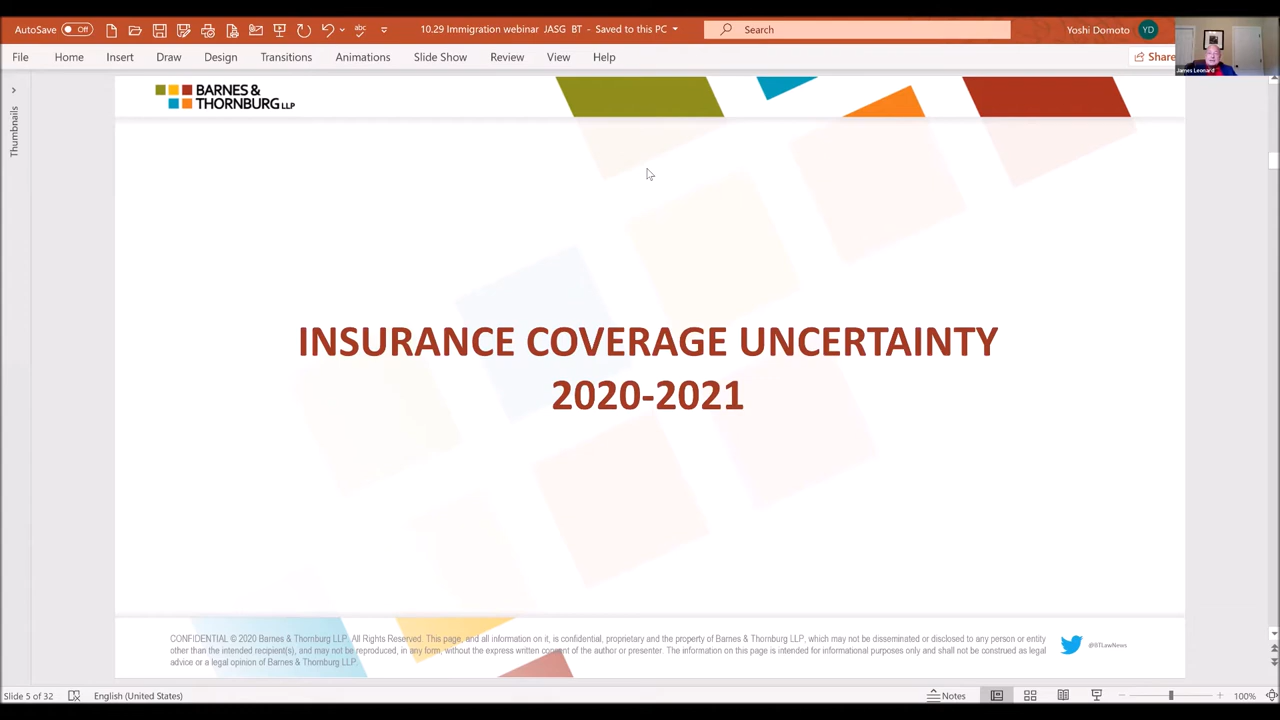 AutoSave Off 10.29 Immigration webinar JASG BT - Saved to this PC Search Yoshi Domoto YD
File Home Insert Draw Design Transitions Animations Slide Show Review View Help Share
James Leonard
Thumbnails
BARNES &
THORNBURG LLP
INSURANCE COVERAGE UNCERTAINTY
2020-2021
CONFIDENTIAL © 2020 Barnes & Thornburg LLP. All Rights Reserved. This page, and all information on it, is confidential, proprietary and the property of Barnes & Thornburg LLP, which may not be disseminated or disclosed to any person or entity
other than the intended recipient(s), and may not be reproduced, in any form, without the express written consent of the author or presenter. The information on this page is intended for informational purposes only and shall not be construed as legal
advice or a legal opinion of Barnes & Thornburg LLP.
@BTLawNews
Slide 5 of 32 English (United States) Notes 100%